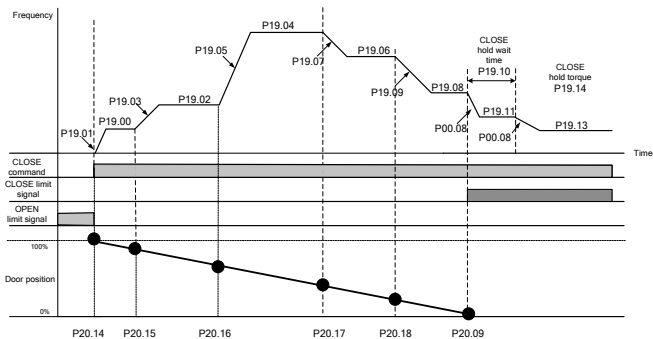 Frequency
P19.04
P19.05
P19.06
P19.07
CLOSE
hold wait
time
P19.10
CLOSE
hold torque
P19.14
P19.03
P19.02
P19.09
P19.08
P19.01
P19.00
P00.08
P19.11
P00.08
P19.13
Time
CLOSE
command
CLOSE limit
signal
OPEN
limit signal
100%
Door position
0%
P20.14
P20.15
P20.16
P20.17
P20.18
P20.09